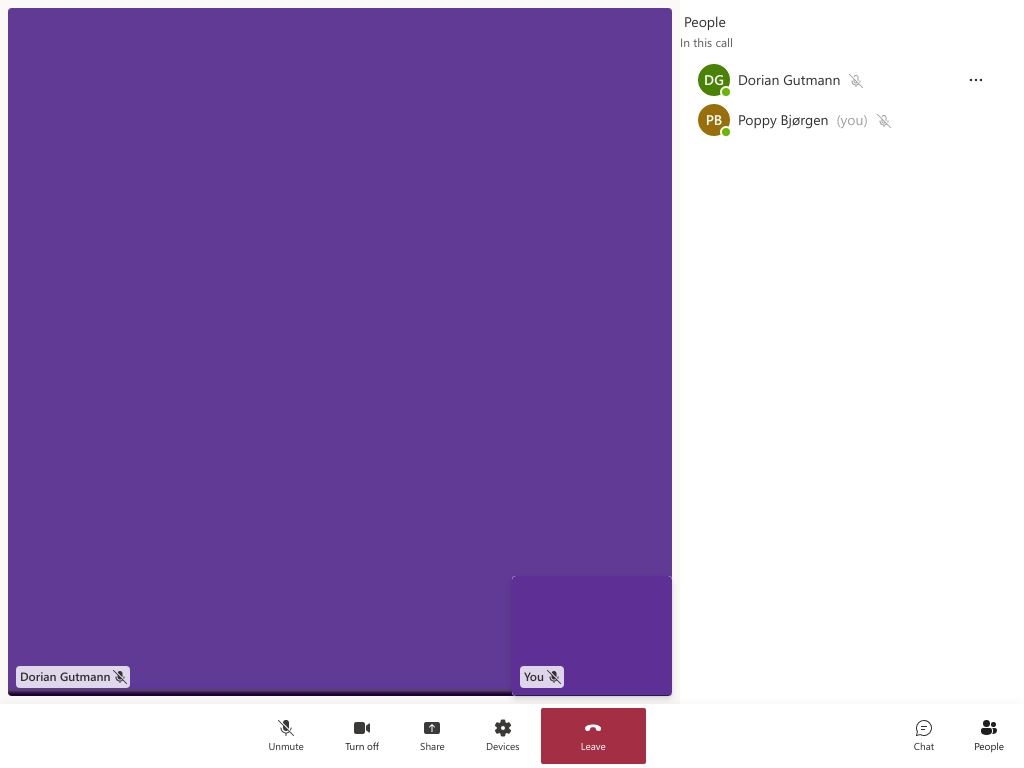 People
In this call
DG Dorian Gutmann
PB Poppy Bjørgen (you)
Dorian Gutmann
You
Unmute
Turn off
Share
Devices
Leave
Chat
People